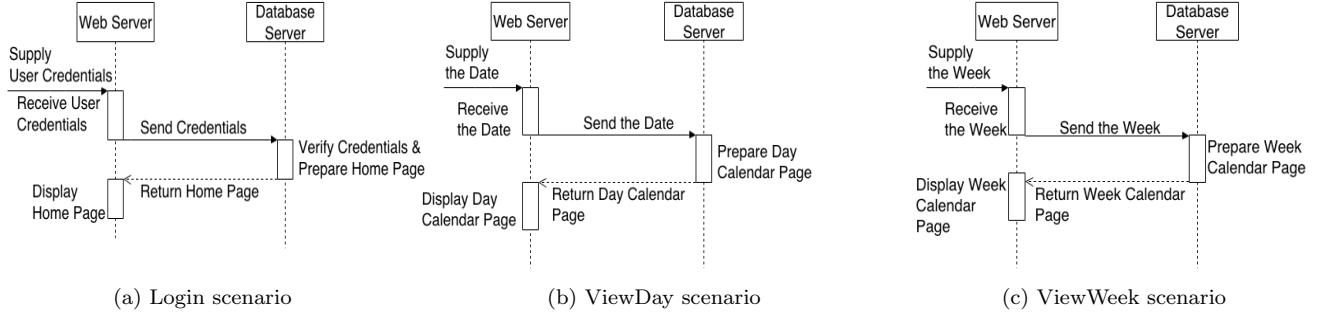 Web Server
Database
Server
Supply
User Credentials
Receive User
Credentials
Send Credentials
Verify Credentials &
Prepare Home Page
Return Home Page
Display
Home Page
(a) Login scenario
Web Server
Database
Server
Supply
the Date
Receive
the Date
Send the Date
Prepare Day
Calendar Page
Return Day Calendar
Page
Display Day
Calendar Page
(b) ViewDay scenario
Web Server
Database
Server
Supply
the Week
Receive
the Week
Send the Week
Prepare Week
Calendar Page
Return Week Calendar
Page
Display Week
Calendar
Page
(c) ViewWeek scenario